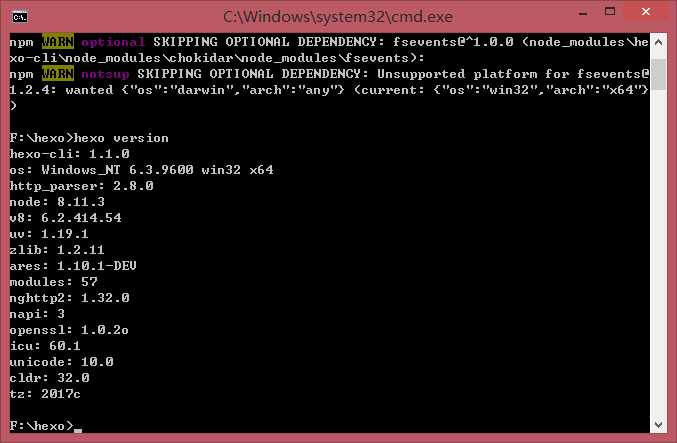 C:\Windows\system32\cmd.exe
npm WARN optional SKIPPING OPTIONAL DEPENDENCY: fsevents@^1.0.0 (node_modules\he
xo-cli\node_modules\chokidar\node_modules\fsevents):
npm WARN notsup SKIPPING OPTIONAL DEPENDENCY: Unsupported platform for fsevents@
1.2.4: wanted {"os":"darwin","arch":"any"} (current: {"os":"win32","arch":"x64"}
)
F:\hexo>hexo version
hexo-cli: 1.1.0
os: Windows_NT 6.3.9600 win32 x64
http_parser: 2.8.0
node: 8.11.3
v8: 6.2.414.54
uv: 1.19.1
zlib: 1.2.11
ares: 1.10.1-DEV
modules: 57
nghttp2: 1.32.0
napi: 3
openssl: 1.0.2o
icu: 60.1
unicode: 10.0
cldr: 32.0
tz: 2017c
F:\hexo>